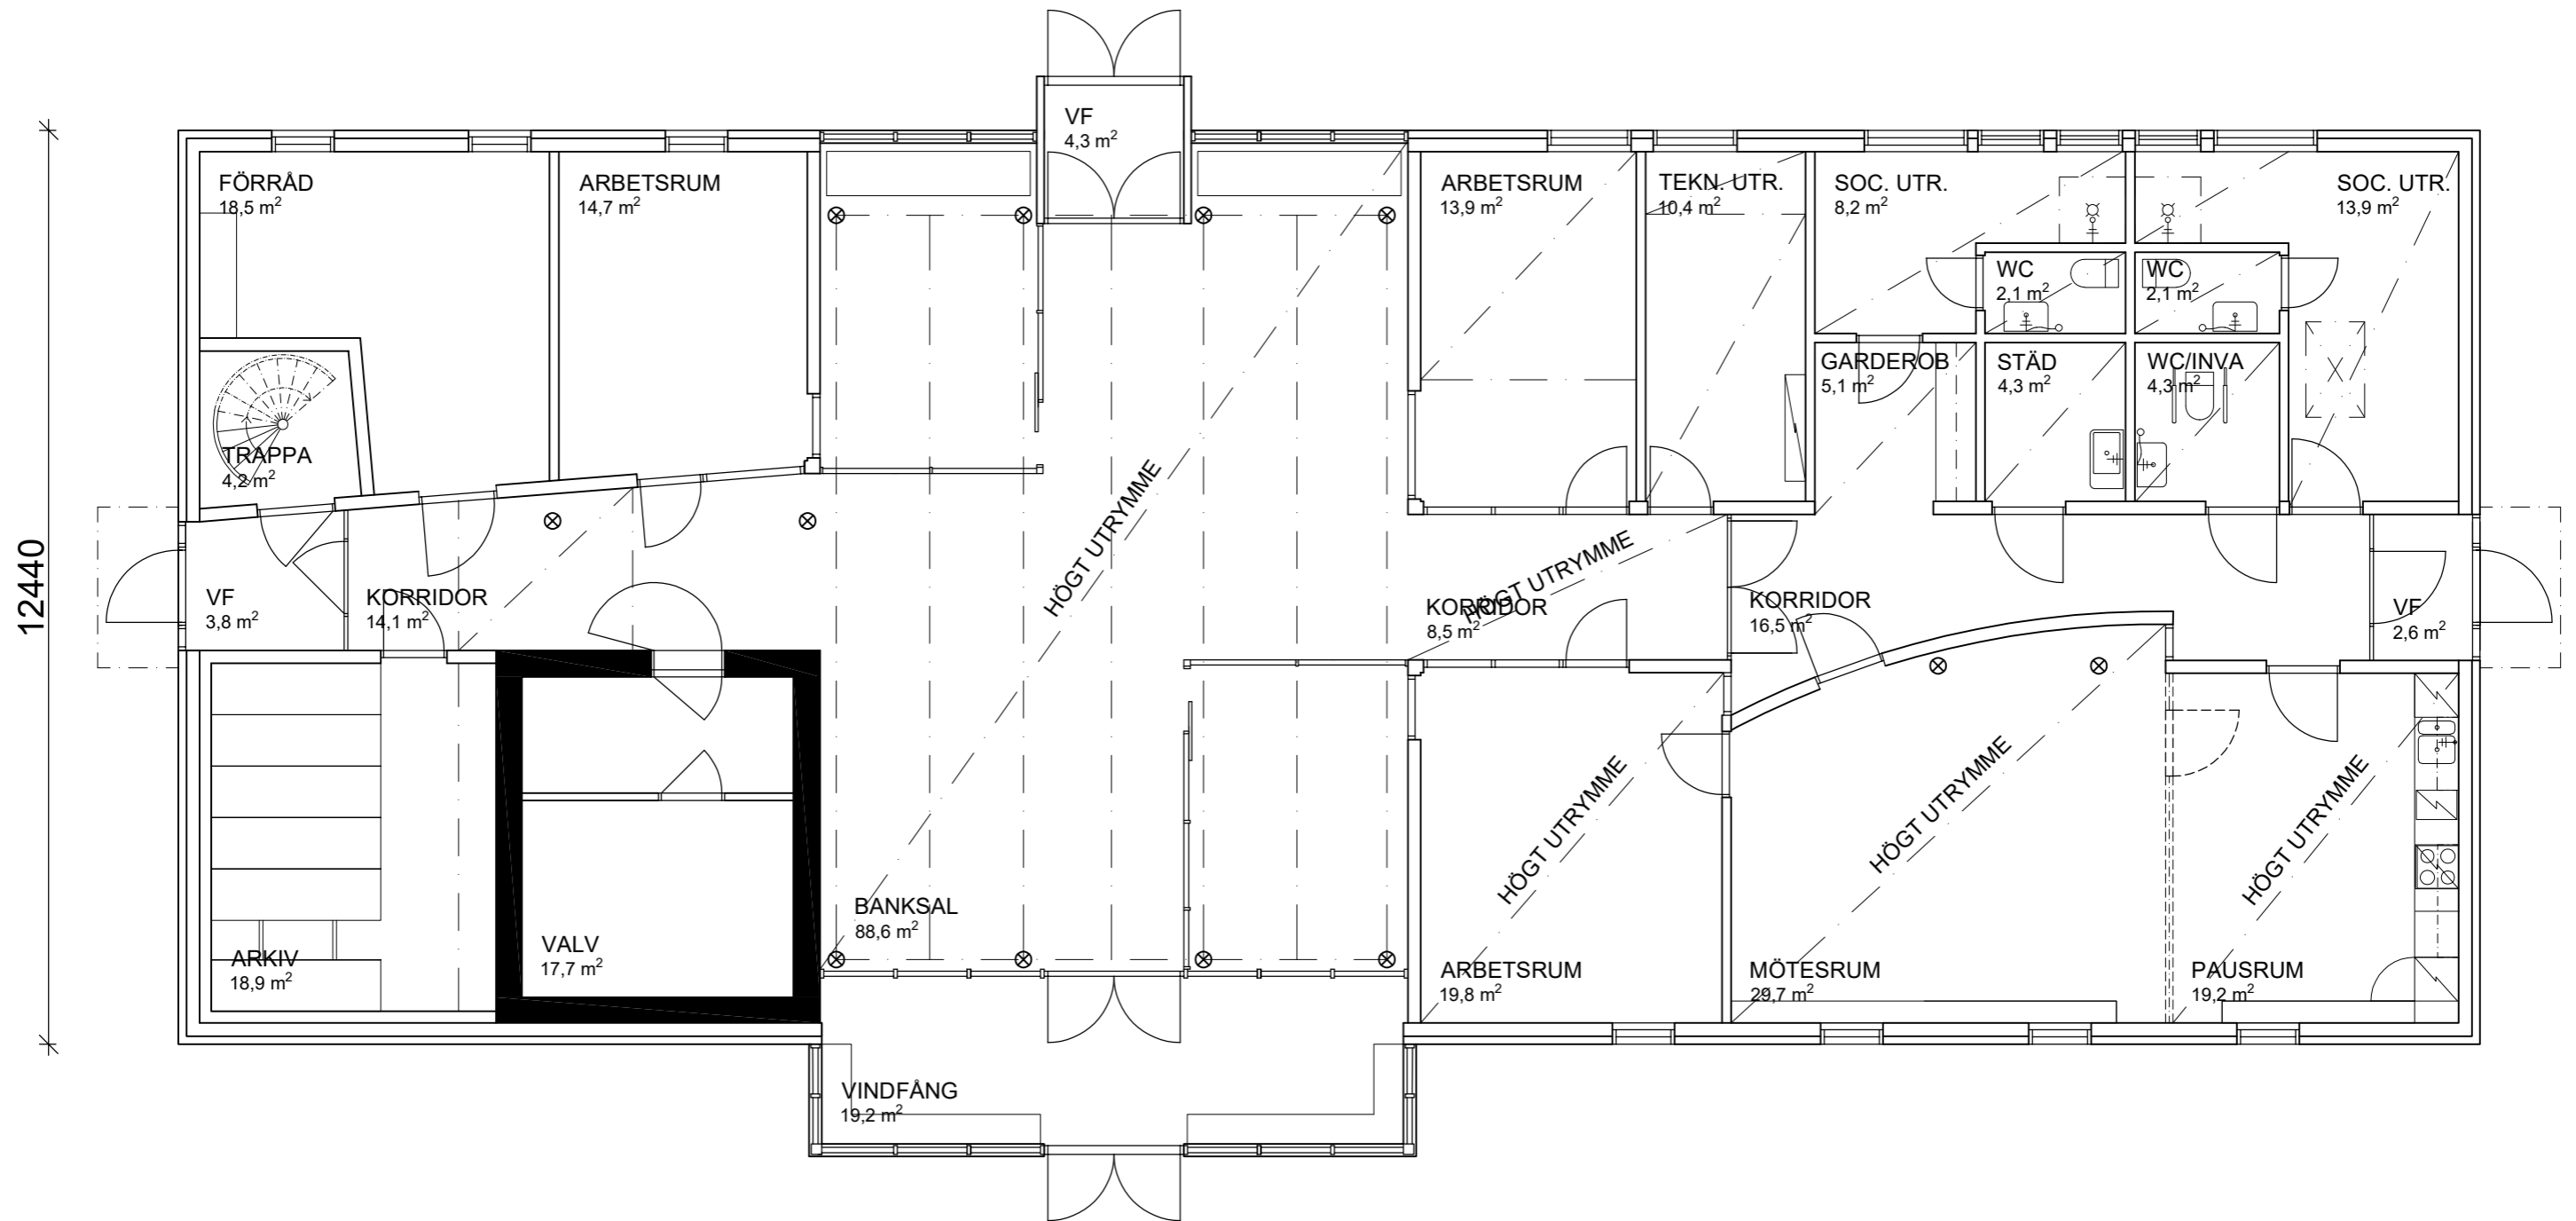 VF
4,3 m²
FÖRRÅD
18,5 m²
ARBETSRUM
14,7 m²
ARBETSRUM
13,9 m²
TEKN. UTR.
10,4 m²
SOC. UTR.
8,2 m²
SOC. UTR.
13,9 m²
WC
2,1 m²
WC
2,1 m²
GARDEROB
5,1 m²
STÄD
4,3 m²
WC/INVA
4,3 m²
TRAPPA
4,2 m²
12440
HÖGT UTRYMME
HÖGT UTRYMME
VF
3,8 m²
KORRIDOR
14,1 m²
KORRIDOR
8,5 m²
KORRIDOR
16,5 m²
VF
2,6 m²
HÖGT UTRYMME
HÖGT UTRYMME
HÖGT UTRYMME
BANKSAL
88,6 m²
ARKIV
18,9 m²
VALV
17,7 m²
ARBETSRUM
19,8 m²
MÖTESRUM
29,7 m²
PAUSRUM
19,2 m²
VINDFÅNG
19,2 m²